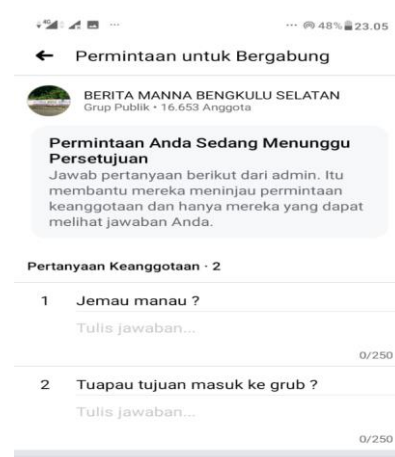 4G 48% 23.05
Permintaan untuk Bergabung
BERITA MANNA BENGKULU SELATAN
Grup Publik • 16.653 Anggota
Permintaan Anda Sedang Menunggu
Persetujuan
Jawab pertanyaan berikut dari admin. Itu
membantu mereka meninjau permintaan
keanggotaan dan hanya mereka yang dapat
melihat jawaban Anda.
Pertanyaan Keanggotaan · 2
1 Jemau manau ?
Tulis jawaban...
0/250
2 Tuapau tujuan masuk ke grub ?
Tulis jawaban...
0/250